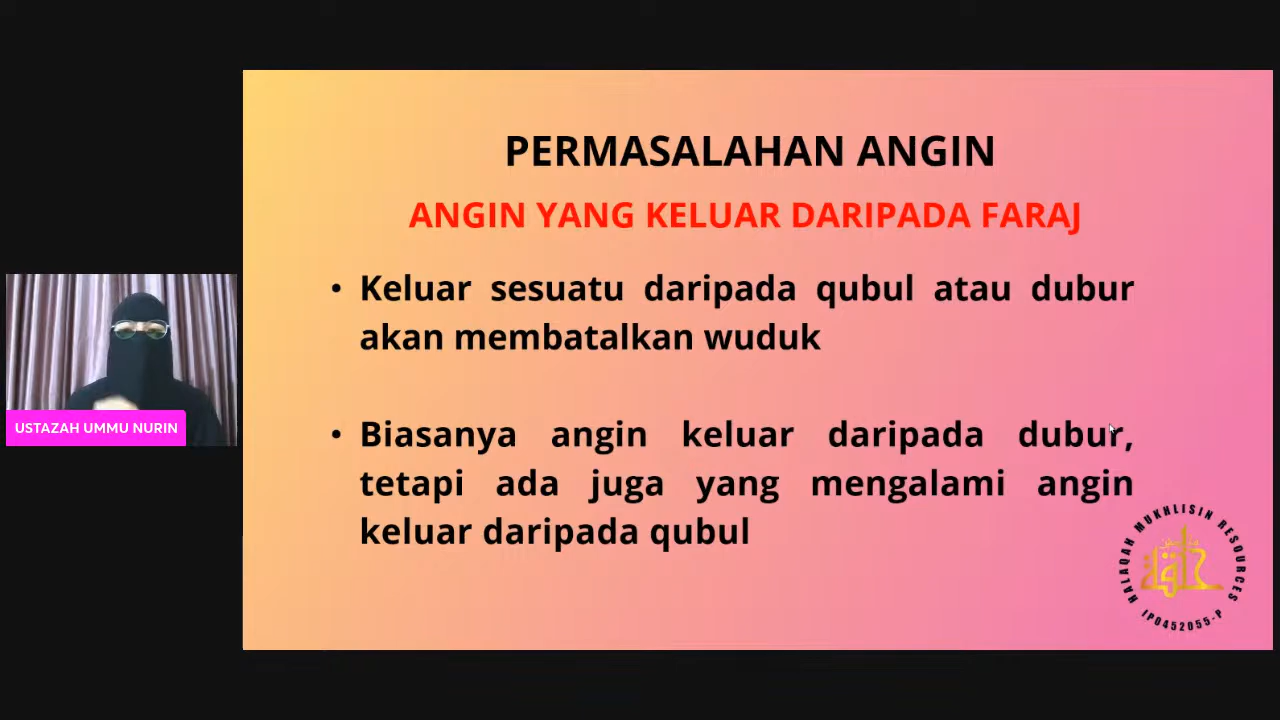 PERMASALAHAN ANGIN
ANGIN YANG KELUAR DARIPADA FARAJ
• Keluar sesuatu daripada qubul atau dubur
akan membatalkan wuduk
• Biasanya angin keluar daripada dubur,
tetapi ada juga yang mengalami angin
keluar daripada qubul
USTAZAH UMMU NURIN
HALAQAH MUKHLISIN RESOURCES
IP0452055-P